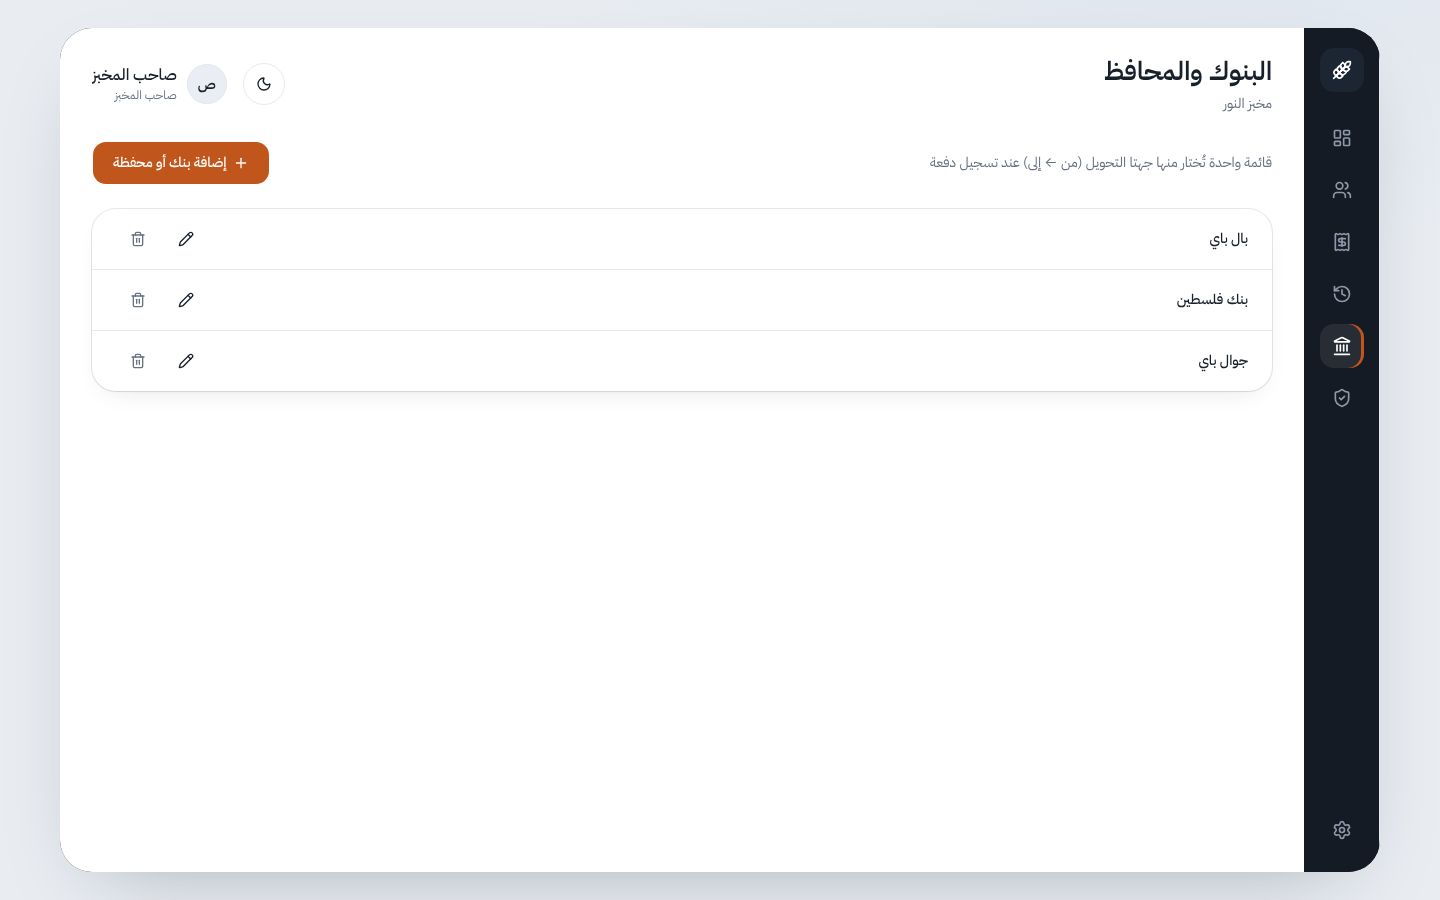 البنوك والمحافظ
مخبز النور
صاحب المخبز
صاحب المخبز
ص
قائمة واحدة تُختار منها جهتا التحويل (من ← إلى) عند تسجيل دفعة
إضافة بنك أو محفظة
بال باي
بنك فلسطين
جوال باي